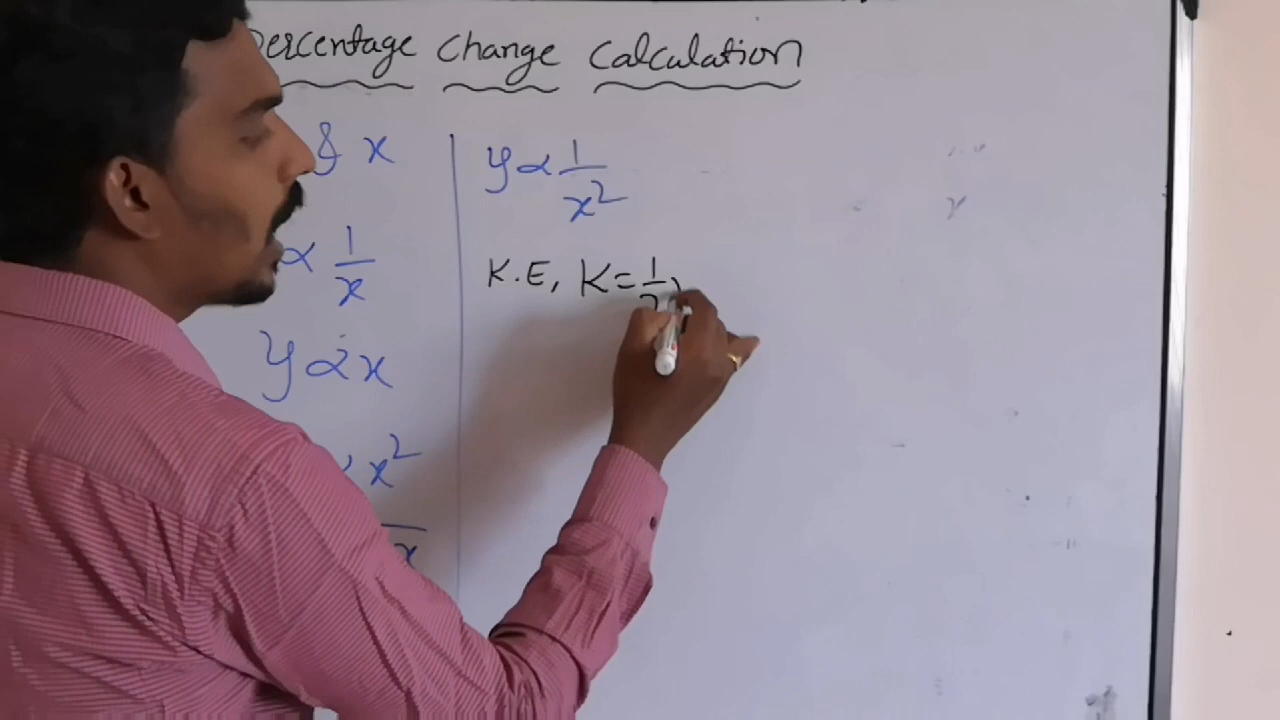 Percentage Change Calculation
& x
∝ 1/x
y ∝ x
x²
x
y ∝ 1/x²
K.E, K = 1/2